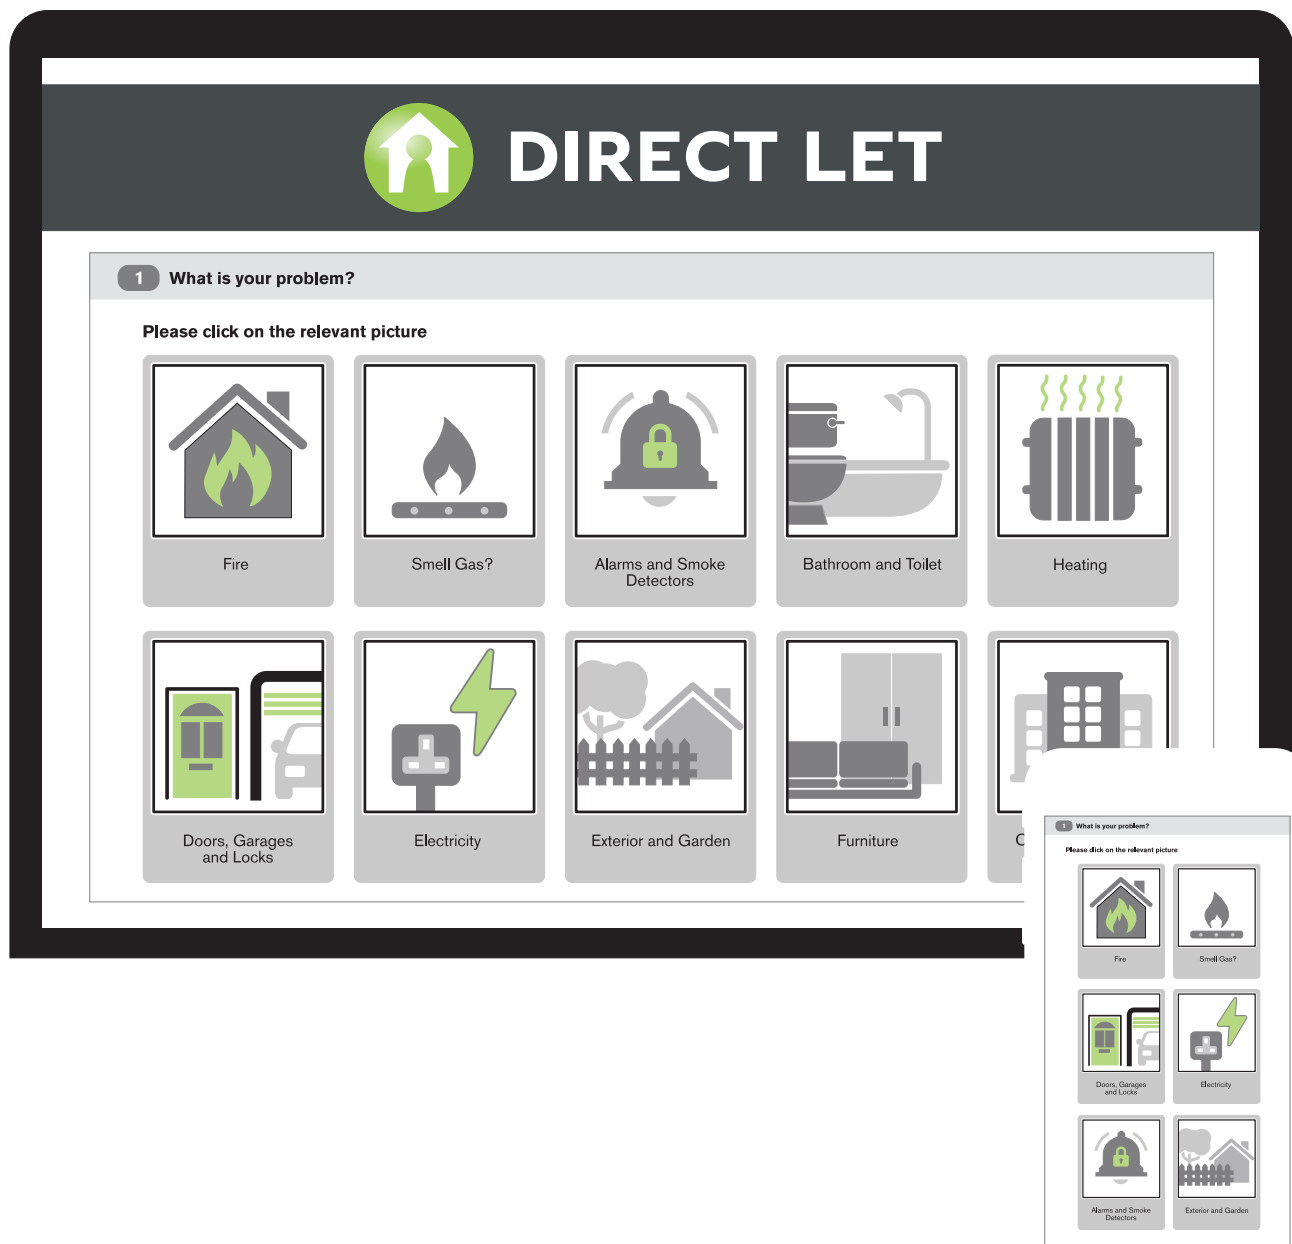 DIRECT LET
1 What is your problem?
Please click on the relevant picture
Fire
Smell Gas?
Alarms and Smoke
Detectors
Bathroom and Toilet
Heating
Doors, Garages
and Locks
Electricity
Exterior and Garden
Furniture
1 What is your problem?
Please click on the relevant picture
Fire
Smell Gas?
Doors, Garages
and Locks
Electricity
Alarms and Smoke
Detectors
Exterior and Garden